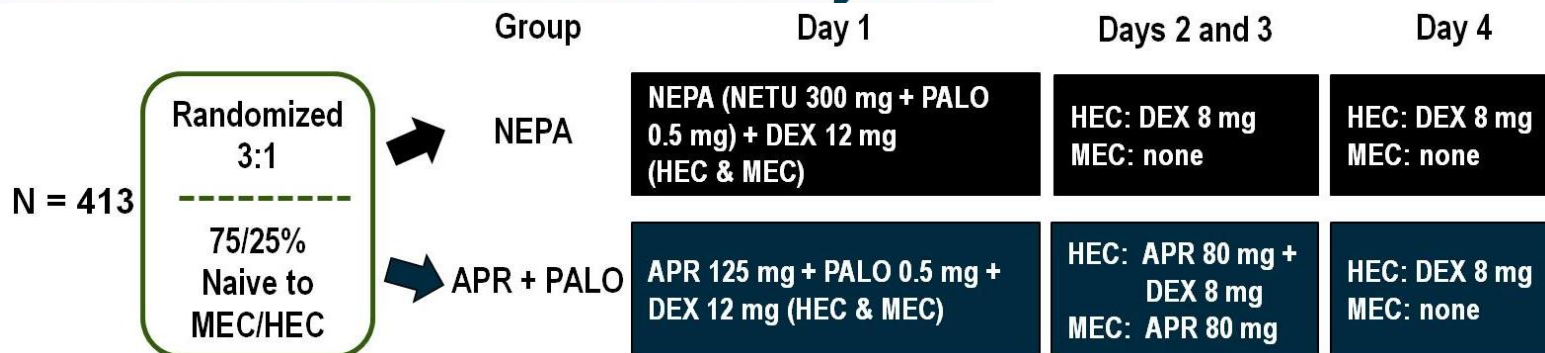 Group Day 1 Days 2 and 3 Day 4
N = 413
Randomized
3:1
75/25%
Naive to
MEC/HEC
NEPA
NEPA (NETU 300 mg + PALO
0.5 mg) + DEX 12 mg
(HEC & MEC)
HEC: DEX 8 mg
MEC: none
HEC: DEX 8 mg
MEC: none
APR + PALO
APR 125 mg + PALO 0.5 mg +
DEX 12 mg (HEC & MEC)
HEC: APR 80 mg +
DEX 8 mg
MEC: APR 80 mg
HEC: DEX 8 mg
MEC: none